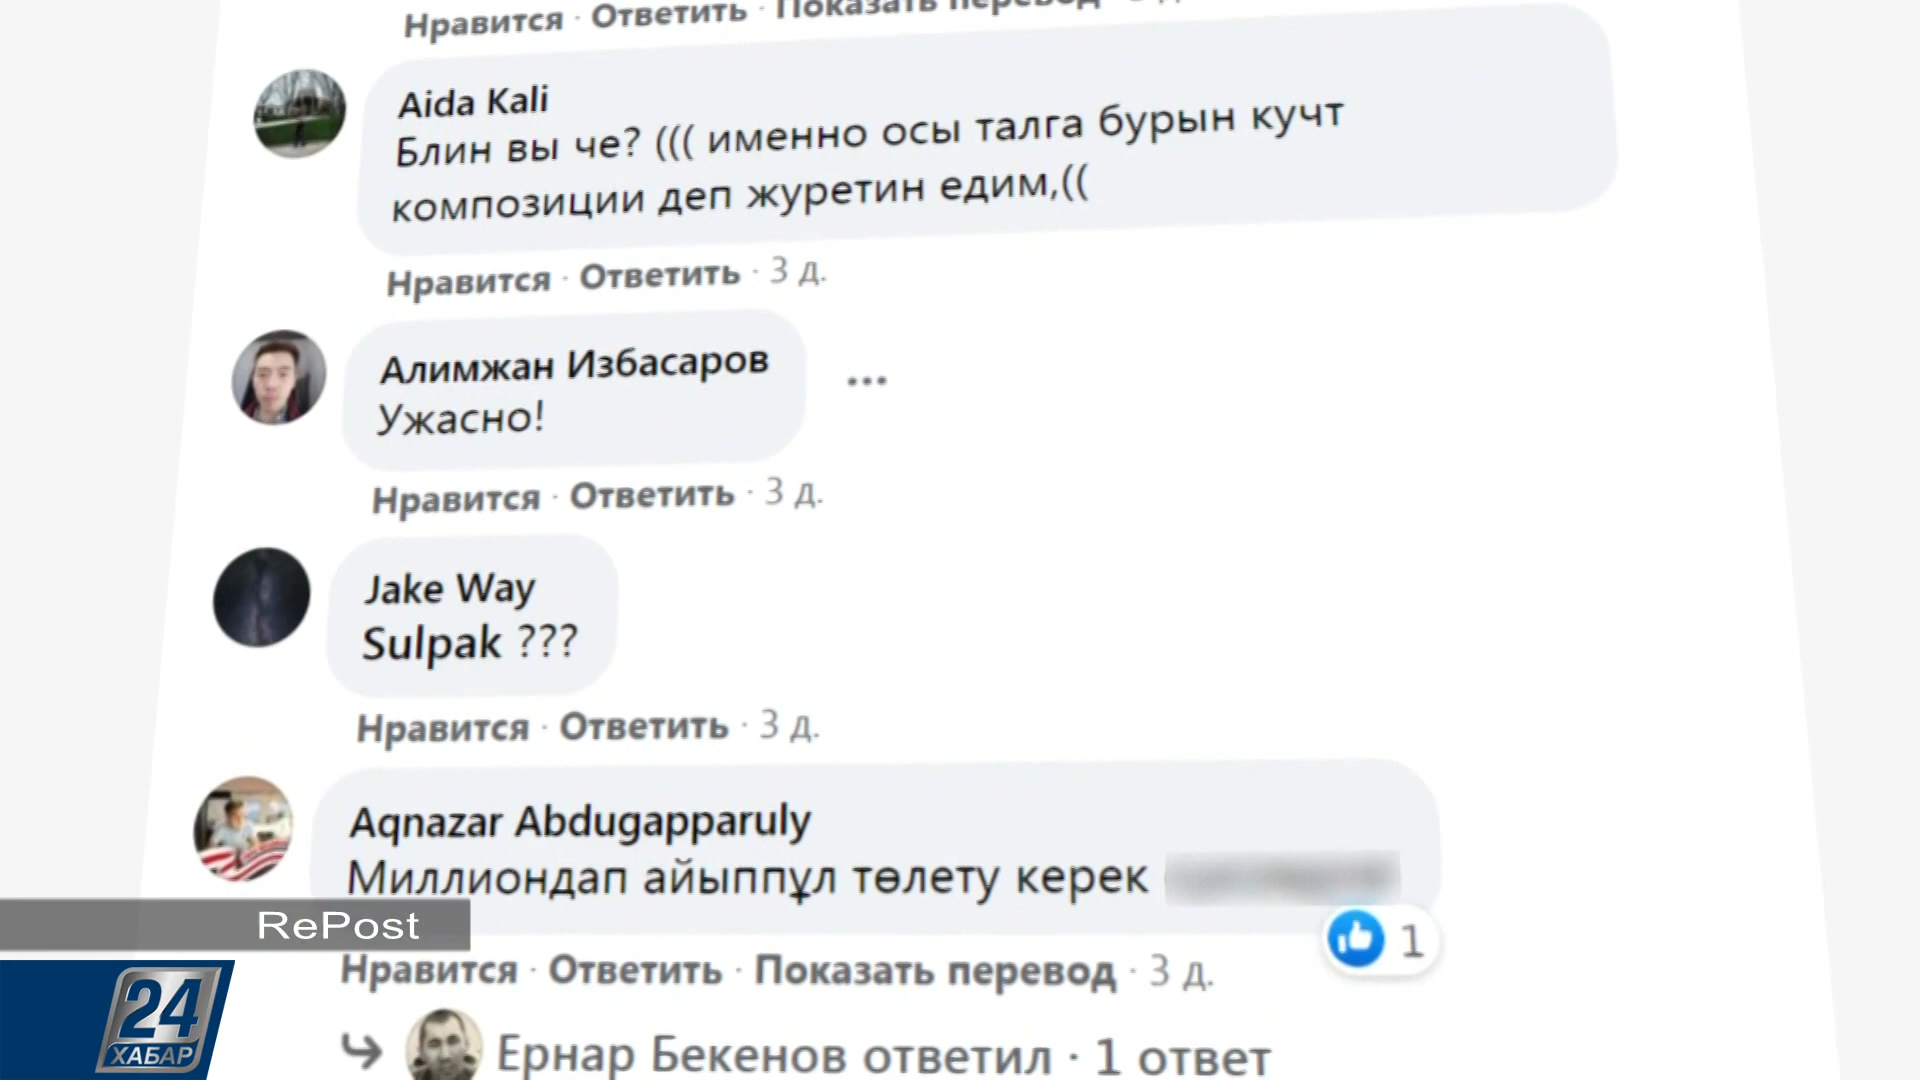 Нравится · Ответить · Показать перевод
Aida Kali
Блин вы че? ((( именно осы талга бурын кучт
композиции деп журетин едим,((
Нравится · Ответить · 3 д.
Алимжан Избасаров
Ужасно!
Нравится · Ответить · 3 д.
Jake Way
Sulpak ???
Нравится · Ответить · 3 д.
Aqnazar Abdugapparuly
Миллиондап айыппұл төлету керек
1
RePost
Нравится · Ответить · Показать перевод · 3 д.
24
ХАБАР
Ернар Бекенов ответил · 1 ответ